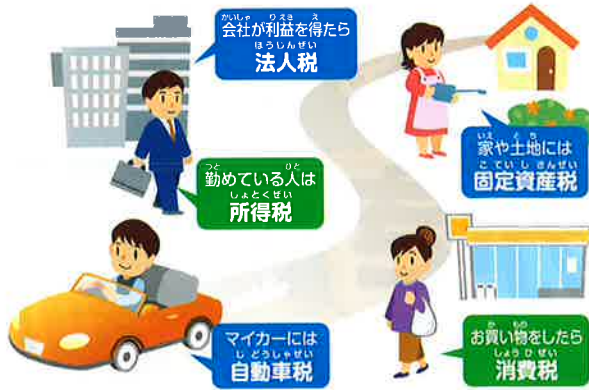 会社が利益を得たら
法人税
家や土地には
固定資産税
勤めている人は
所得税
マイカーには
自動車税
お買い物をしたら
消費税